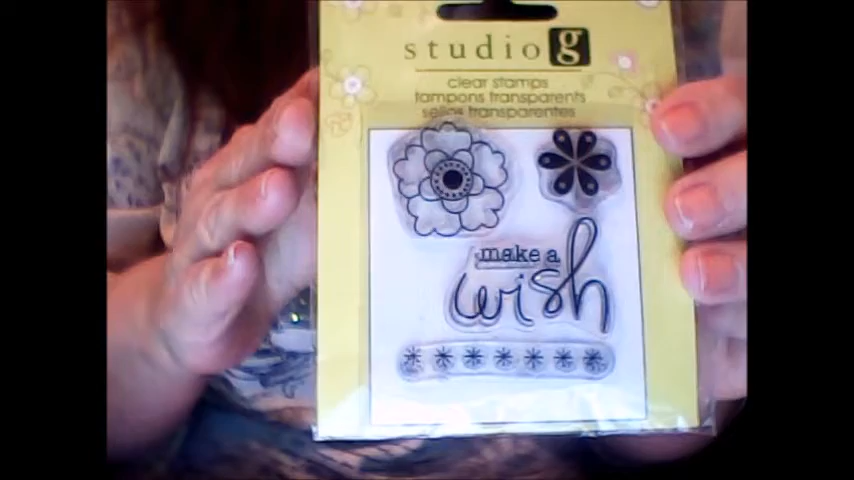 studio g
clear stamps
tampons transparents
sellos transparentes
make a
wish